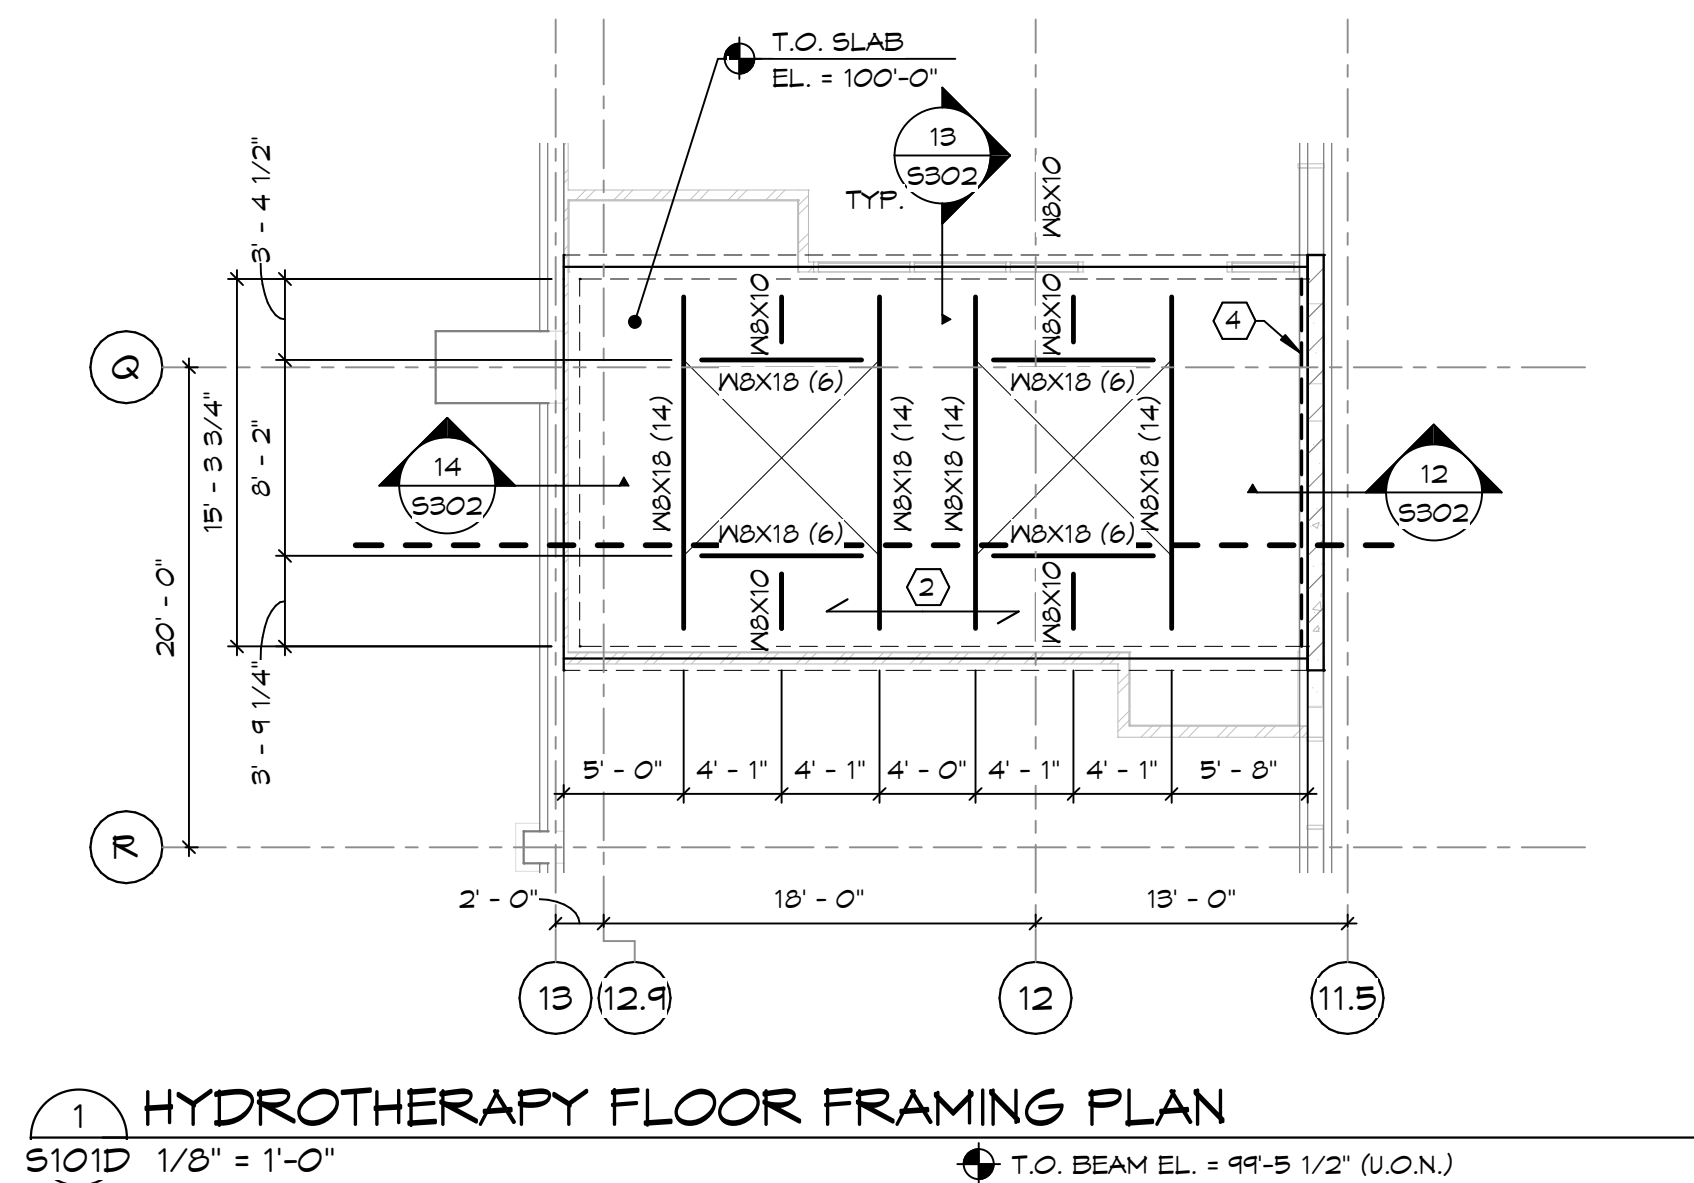 T.O. SLAB
EL. = 100'-0"
13
S302
TYP.
W8X10
3' - 4 1/2"
W8X10
W8X10
4
Q
W8X18 (6)
W8X18 (6)
15' - 3 3/4"
8' - 2"
W8X18 (14)
W8X18 (14)
W8X18 (14)
W8X18 (14)
14
S302
12
S302
W8X18 (6)
W8X18 (6)
20' - 0"
W8X10
2
W8X10
3' - 9 1/4"
5' - 0"
4' - 1"
4' - 1"
4' - 0"
4' - 1"
4' - 1"
5' - 8"
R
2' - 0"
18' - 0"
13' - 0"
13
12.9
12
11.5
1
HYDROTHERAPY FLOOR FRAMING PLAN
S101D
1/8" = 1'-0"
T.O. BEAM EL. = 99'-5 1/2" (U.O.N.)